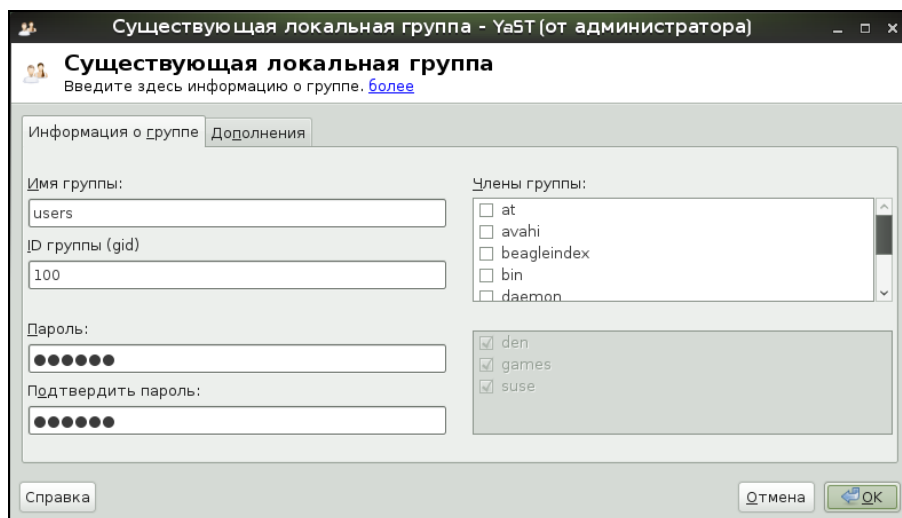 Существующая локальная группа - YaST (от администратора)
Существующая локальная группа
Введите здесь информацию о группе. более
Информация о группе
Дополнения
Имя группы:
users
ID группы (gid)
100
Пароль:
●●●●●●
Подтвердить пароль:
●●●●●●
Члены группы:
at
avahi
beagleindex
bin
daemon
den
games
suse
Справка
Отмена
OK